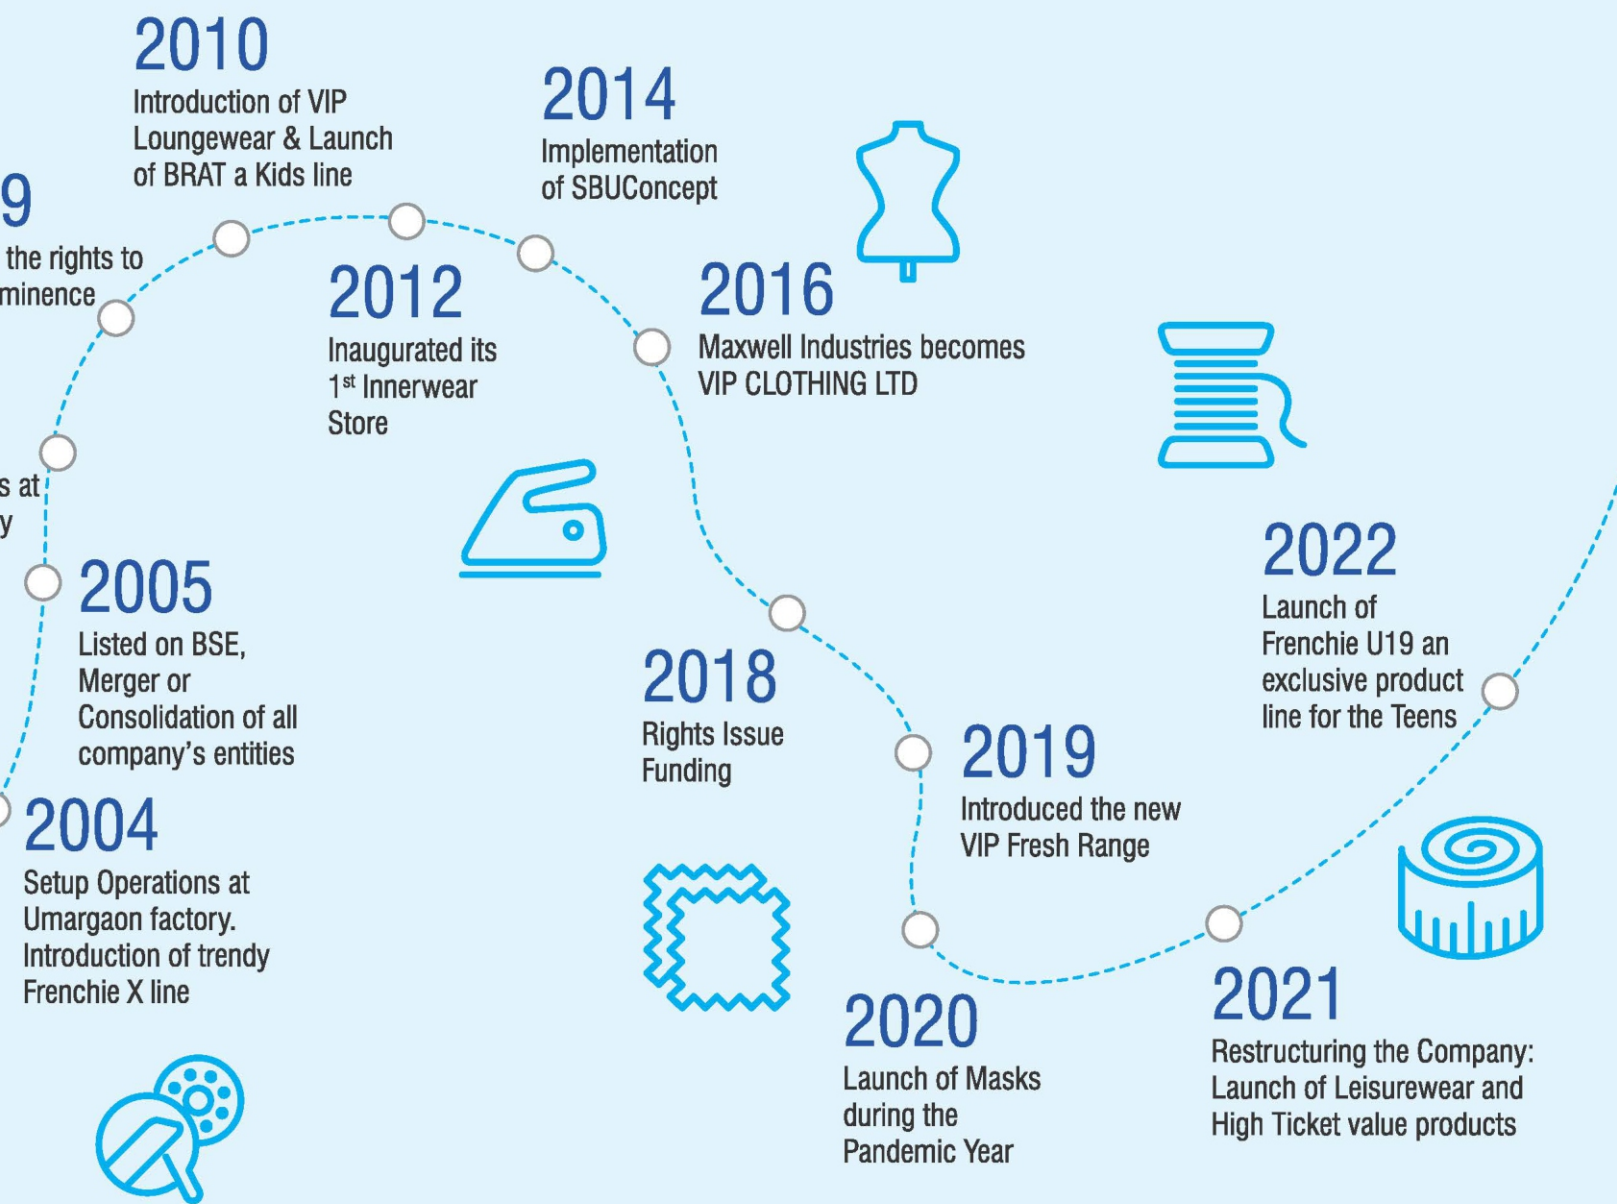 2010
Introduction of VIP
Loungewear & Launch
of BRAT a Kids line
2014
Implementation
of SBUConcept
9
the rights to
minence
2012
Inaugurated its
1st Innerwear
Store
2016
Maxwell Industries becomes
VIP CLOTHING LTD
s at
y
2005
Listed on BSE,
Merger or
Consolidation of all
company's entities
2004
Setup Operations at
Umargaon factory.
Introduction of trendy
Frenchie X line
2018
Rights Issue
Funding
2019
Introduced the new
VIP Fresh Range
2022
Launch of
Frenchie U19 an
exclusive product
line for the Teens
2020
Launch of Masks
during the
Pandemic Year
2021
Restructuring the Company:
Launch of Leisurewear and
High Ticket value products